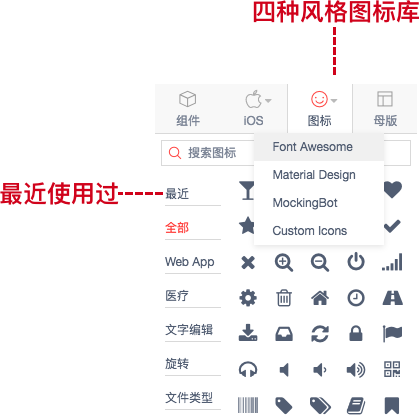 四种风格图标库
组件
iOS
图标
母版
搜索图标
Font Awesome
Material Design
MockingBot
Custom Icons
最近使用过
最近
全部
Web App
医疗
文字编辑
旋转
文件类型